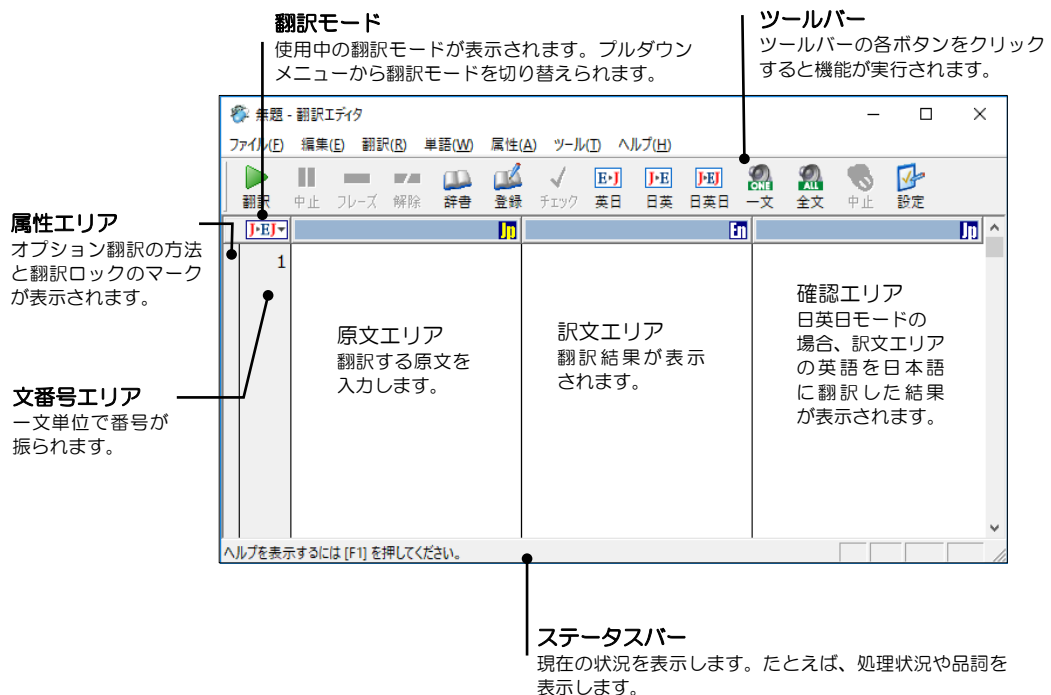 翻訳モード
使用中の翻訳モードが表示されます。プルダウン
メニューから翻訳モードを切り替えられます。
ツールバー
ツールバーの各ボタンをクリック
すると機能が実行されます。
無題 - 翻訳エディタ
ファイル(F) 編集(E) 翻訳(R) 単語(W) 属性(A) ツール(T) ヘルプ(H)
E▸J J▸E J▸EJ ONE ALL
翻訳 中止 フレーズ 解除 辞書 登録 チェック 英日 日英 日英日 一文 全文 中止 設定
J▸EJ Jp En Jp
1
属性エリア
オプション翻訳の方法
と翻訳ロックのマーク
が表示されます。
文番号エリア
一文単位で番号が
振られます。
原文エリア
翻訳する原文を
入力します。
訳文エリア
翻訳結果が表示
されます。
確認エリア
日英日モードの
場合、訳文エリア
の英語を日本語
に翻訳した結果
が表示されます。
ヘルプを表示するには [F1] を押してください。
ステータスバー
現在の状況を表示します。たとえば、処理状況や品詞を
表示します。